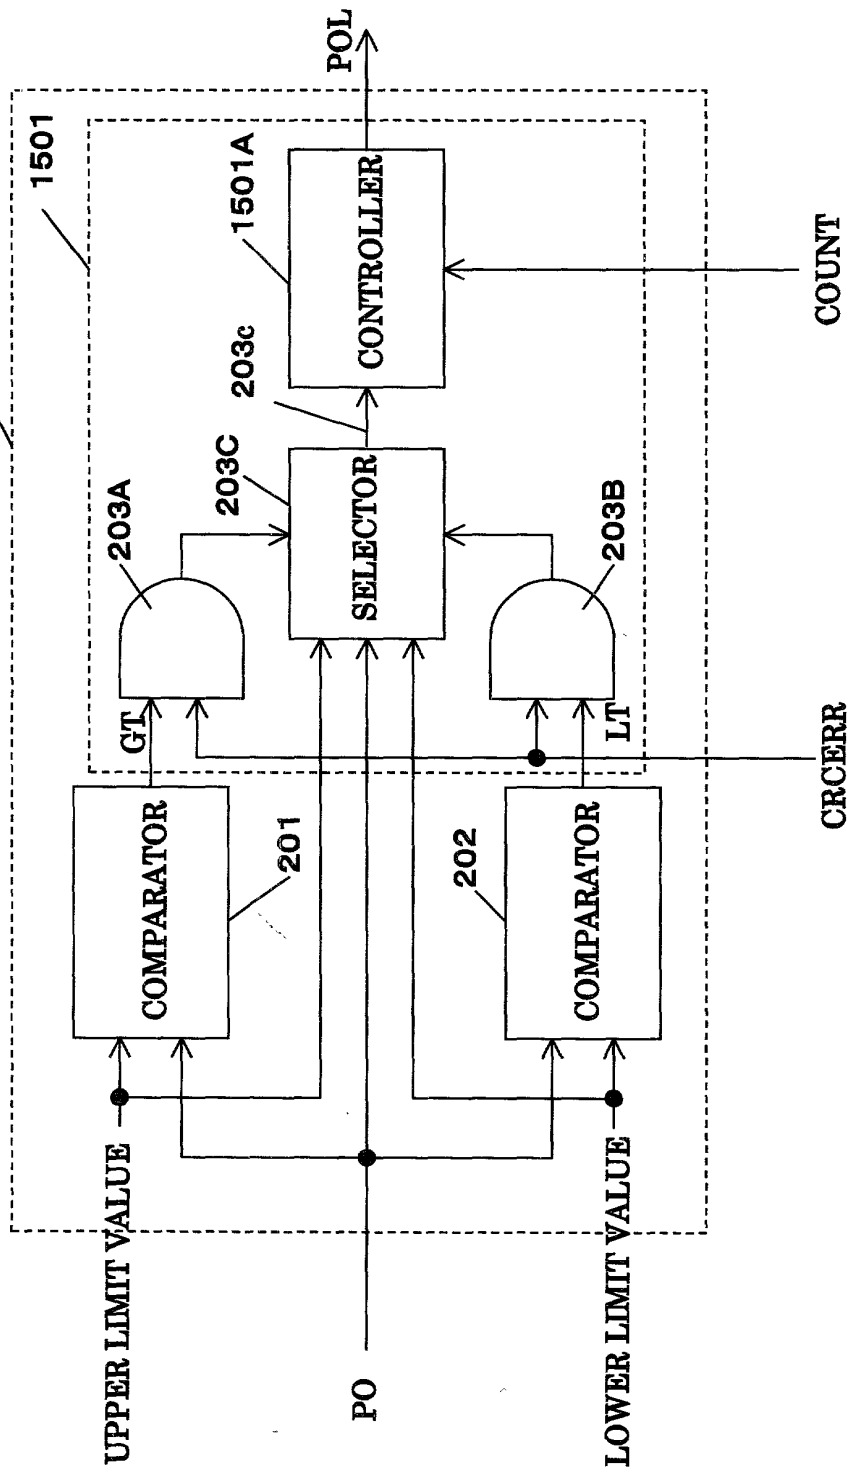 UPPER LIMIT VALUE
PO
LOWER LIMIT VALUE
COMPARATOR
201
COMPARATOR
202
GT
LT
CRCERR
203A
203B
SELECTOR
203C
203c
CONTROLLER
1501A
1501
COUNT
POL